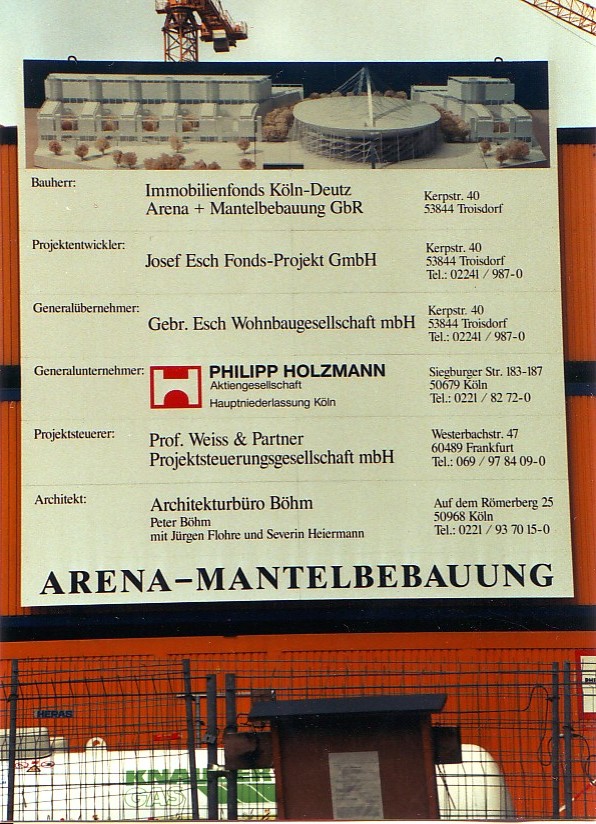 Bauherr:
Immobilienfonds Köln-Deutz
Arena + Mantelbebauung GbR
Kerpstr. 40
53844 Troisdorf
Projektentwickler:
Josef Esch Fonds-Projekt GmbH
Kerpstr. 40
53844 Troisdorf
Tel.: 02241 / 987-0
Generalübernehmer:
Gebr. Esch Wohnbaugesellschaft mbH
Kerpstr. 40
53844 Troisdorf
Tel.: 02241 / 987-0
Generalunternehmer:
PHILIPP HOLZMANN
Aktiengesellschaft
Hauptniederlassung Köln
Siegburger Str. 183-187
50679 Köln
Tel.: 0221 / 82 72-0
Projektsteuerer:
Prof. Weiss & Partner
Projektsteuerungsgesellschaft mbH
Westerbachstr. 47
60489 Frankfurt
Tel.: 069 / 97 84 09-0
Architekt:
Architekturbüro Böhm
Peter Böhm
mit Jürgen Flohre und Severin Heiermann
Auf dem Römerberg 25
50968 Köln
Tel.: 0221 / 93 70 15-0
ARENA–MANTELBEBAUUNG
HERAS
GAS